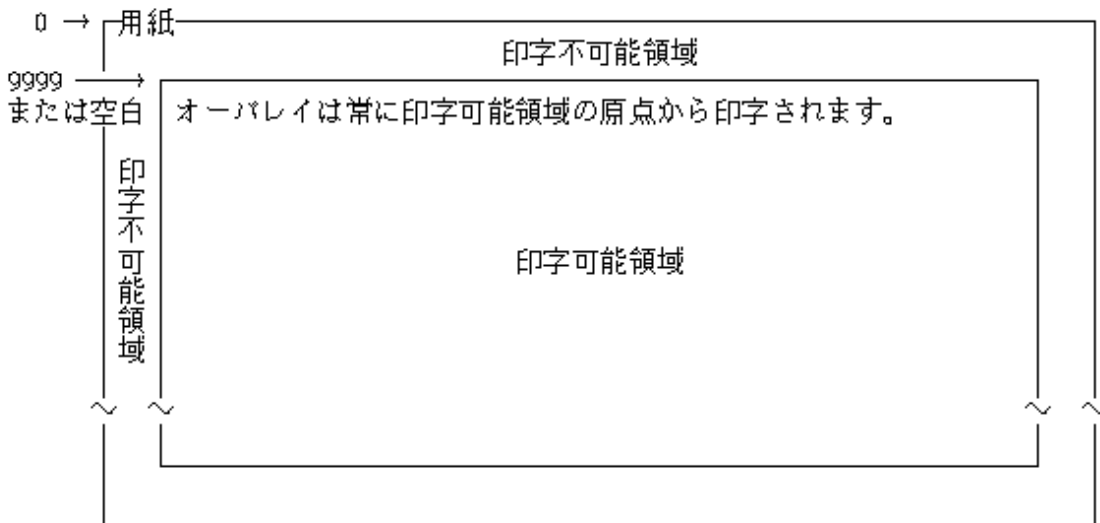 0 → 用紙
印字不可能領域
9999 →
または空白
オーバレイは常に印字可能領域の原点から印字されます。
印字不可能領域
印字可能領域